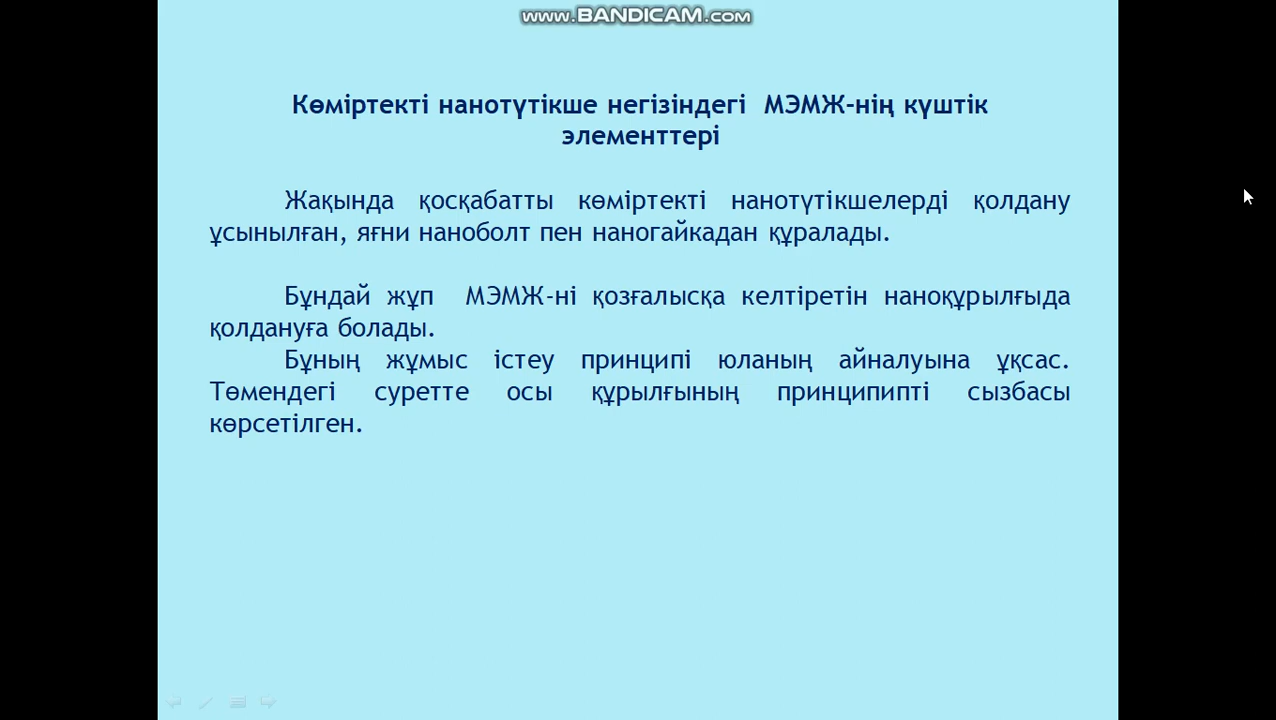 www.BANDICAM.com
Көміртекті нанотүтікше негізіндегі МЭМЖ-нің күштік
элементтері
Жақында қосқабатты көміртекті нанотүтікшелерді қолдану
ұсынылған, яғни наноболт пен наногайкадан құралады.
Бұндай жұп МЭМЖ-ні қозғалысқа келтіретін наноқұрылғыда
қолдануға болады.
Бұның жұмыс істеу принципі юланың айналуына ұқсас.
Төмендегі суретте осы құрылғының принципипті сызбасы
көрсетілген.